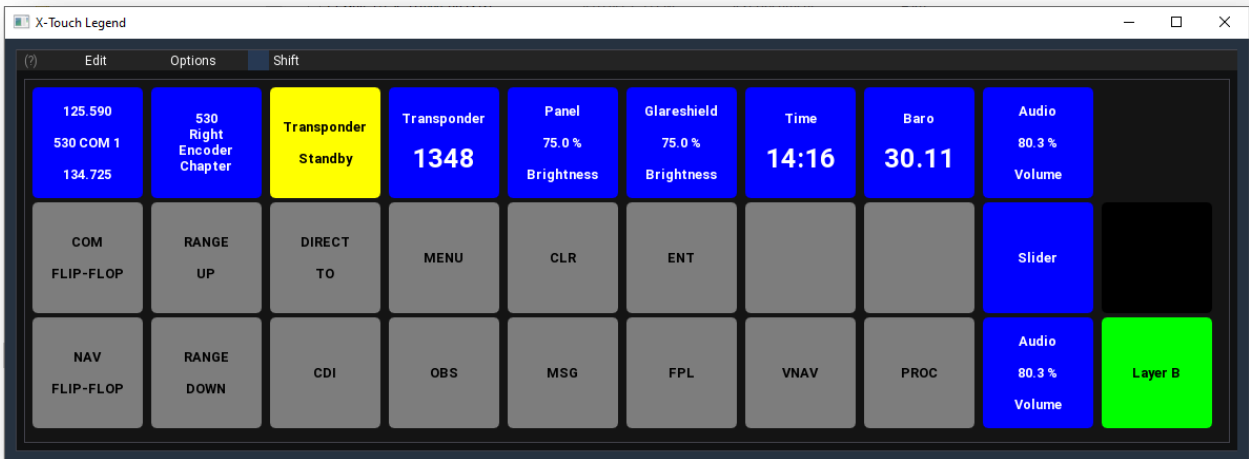 X-Touch Legend
(?) Edit Options Shift
125.590
530 COM 1
134.725
530
Right
Encoder
Chapter
Transponder
Standby
Transponder
1348
Panel
75.0 %
Brightness
Glareshield
75.0 %
Brightness
Time
14:16
Baro
30.11
Audio
80.3 %
Volume
COM
FLIP-FLOP
RANGE
UP
DIRECT
TO
MENU
CLR
ENT
Slider
NAV
FLIP-FLOP
RANGE
DOWN
CDI
OBS
MSG
FPL
VNAV
PROC
Audio
80.3 %
Volume
Layer B